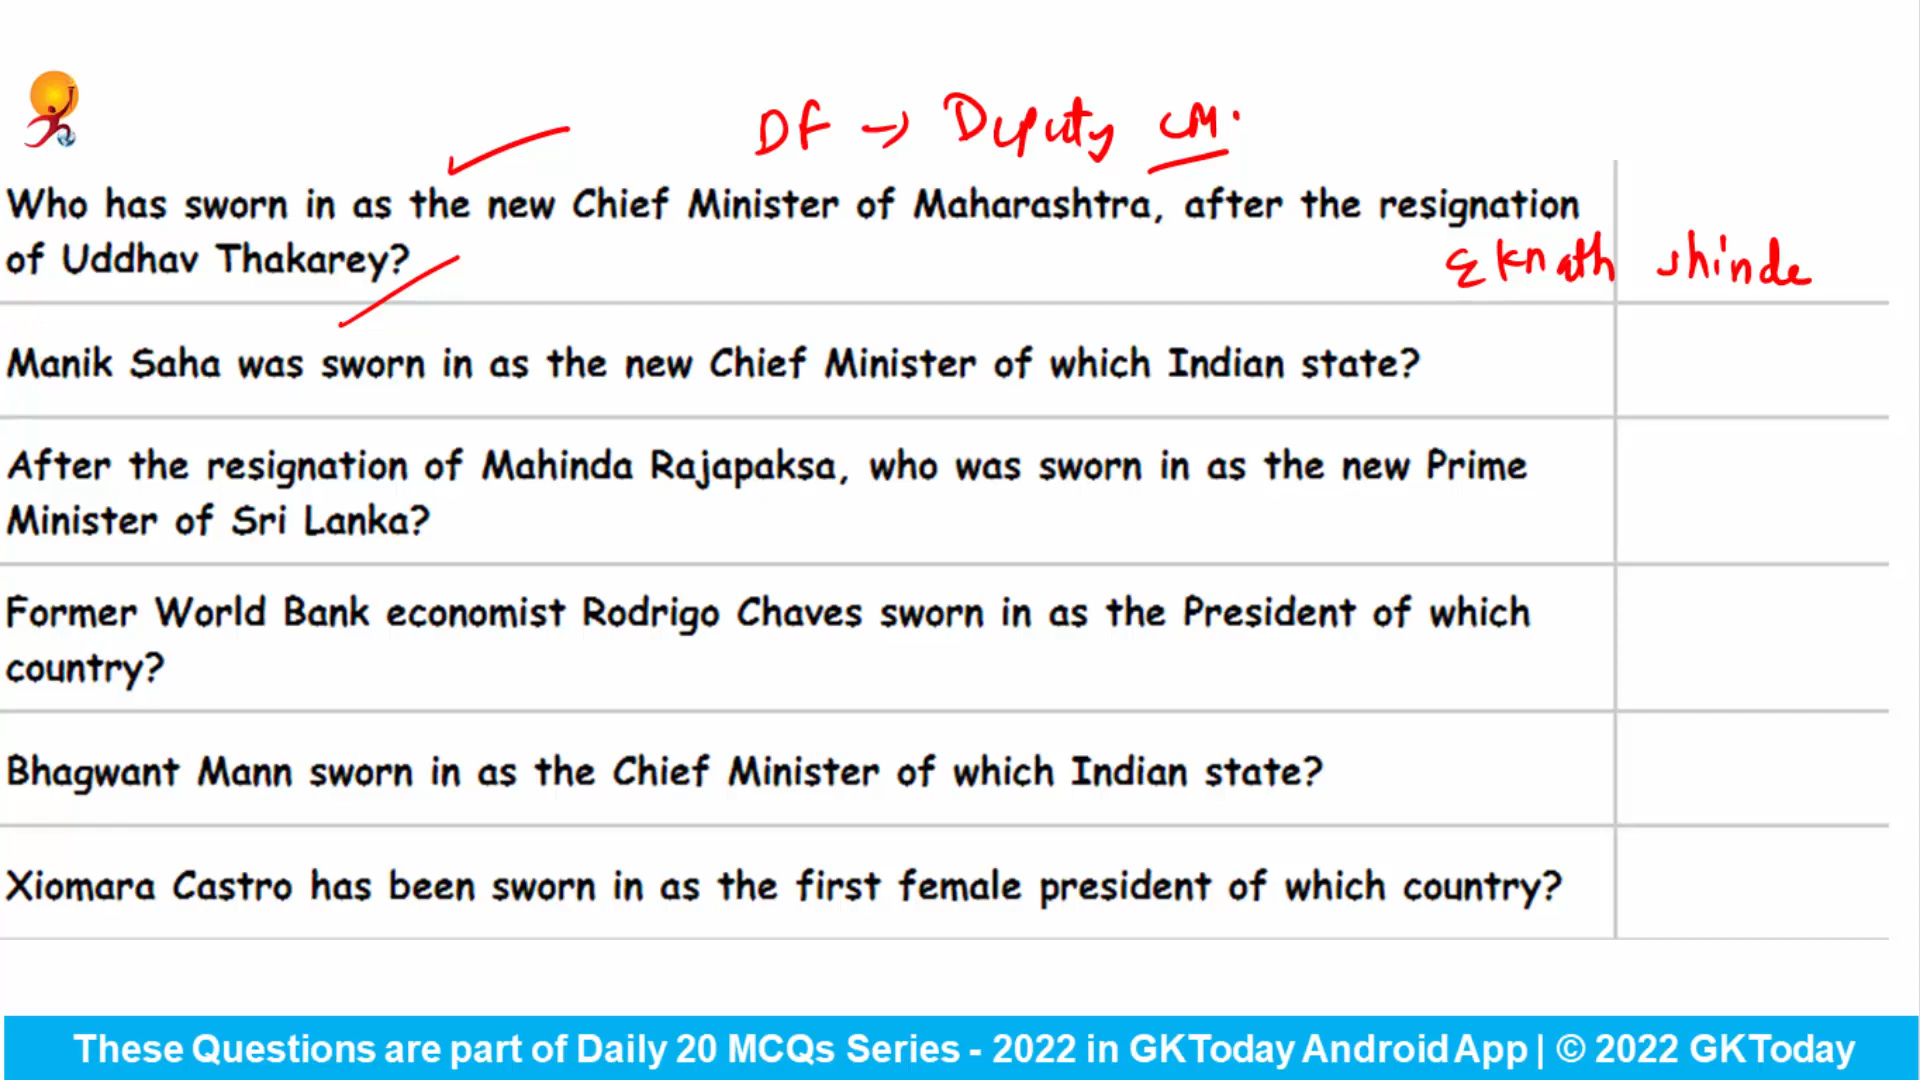 DF → Deputy CM.
Who has sworn in as the new Chief Minister of Maharashtra, after the resignation
of Uddhav Thakarey?
Eknath Shinde
Manik Saha was sworn in as the new Chief Minister of which Indian state?
After the resignation of Mahinda Rajapaksa, who was sworn in as the new Prime
Minister of Sri Lanka?
Former World Bank economist Rodrigo Chaves sworn in as the President of which
country?
Bhagwant Mann sworn in as the Chief Minister of which Indian state?
Xiomara Castro has been sworn in as the first female president of which country?
These Questions are part of Daily 20 MCQs Series - 2022 in GKToday Android App | © 2022 GKToday